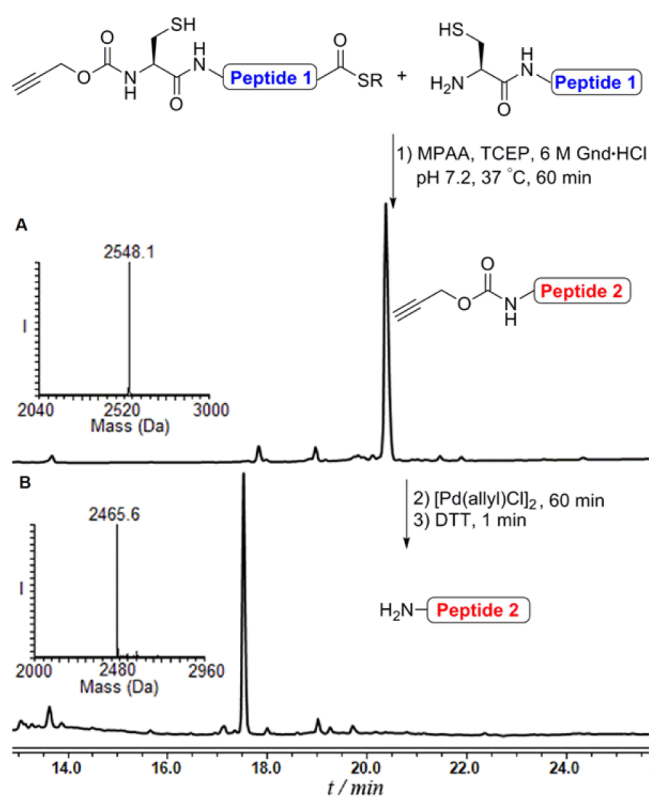 SH
O
O
N
H
O
H
N
Peptide 1
O
SR
+
HS
H2N
O
H
N
Peptide 1
1) MPAA, TCEP, 6 M Gnd·HCl
pH 7.2, 37 °C, 60 min
A
2548.1
I
2040 2520 3000
Mass (Da)
O
O
N
H
Peptide 2
B
2465.6
I
2000 2480 2960
Mass (Da)
2) [Pd(allyl)Cl]2, 60 min
3) DTT, 1 min
H2N Peptide 2
14.0 16.0 18.0 20.0 22.0 24.0
t / min